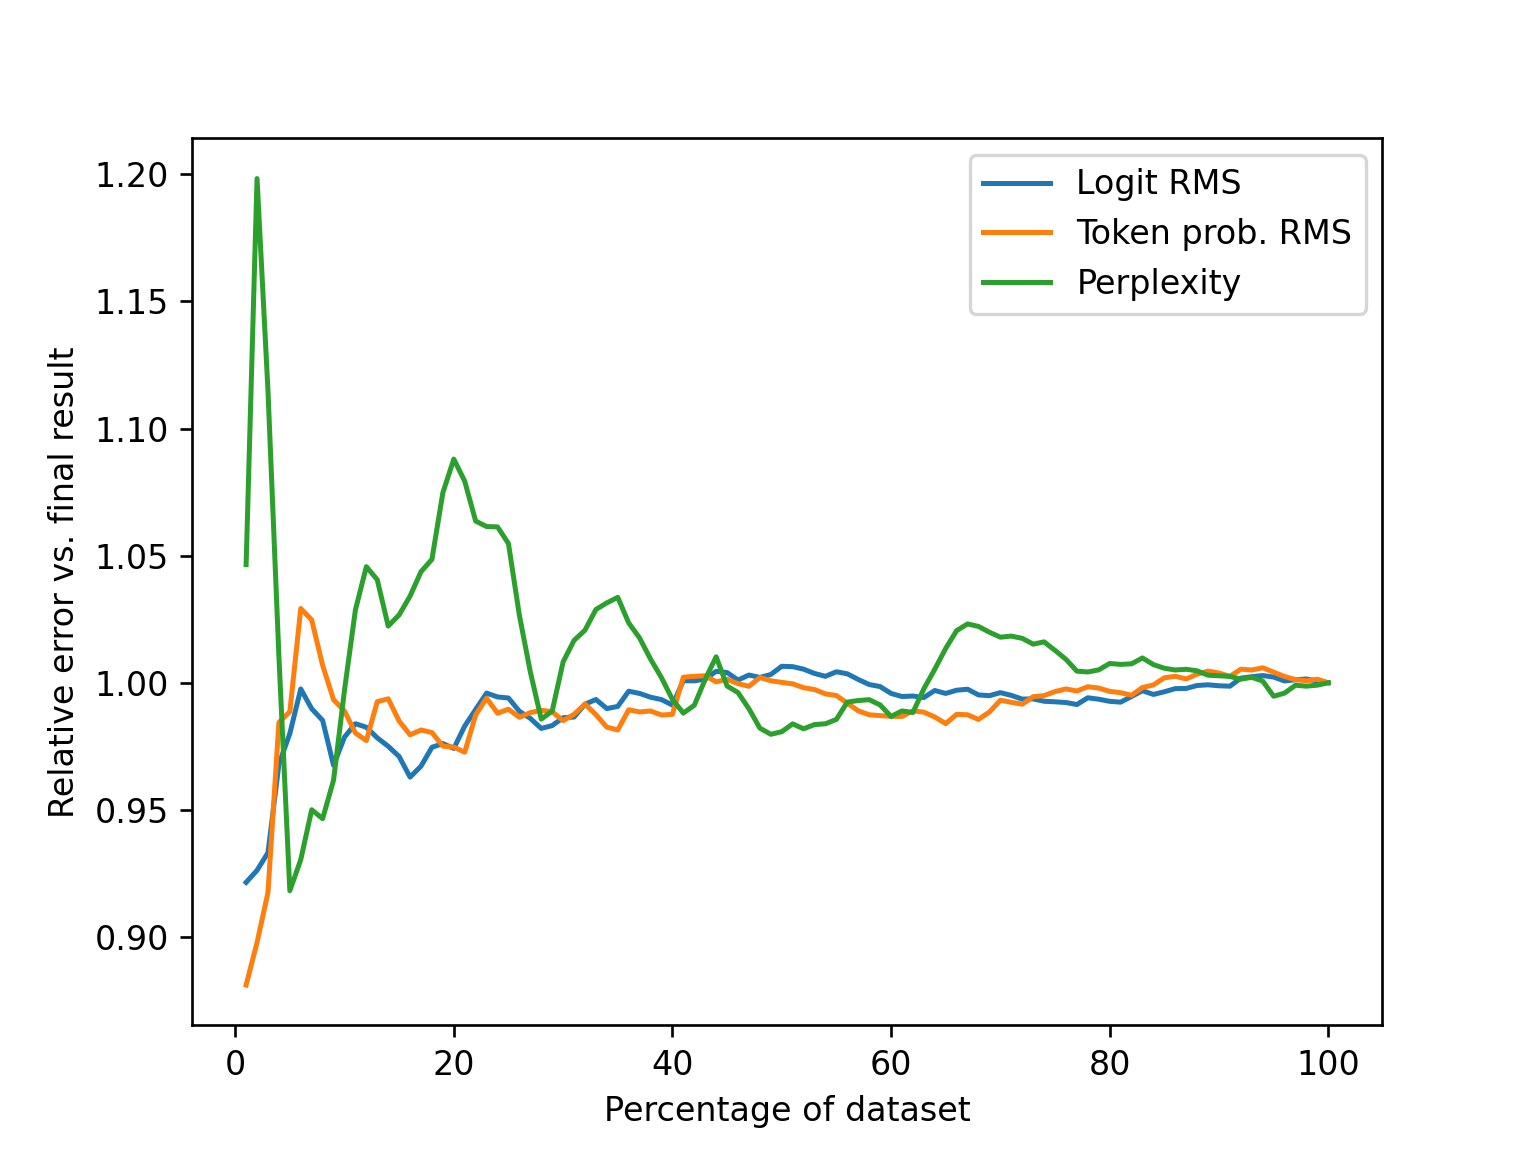 Logit RMS
Token prob. RMS
Perplexity
1.20
1.15
1.10
1.05
1.00
0.95
0.90
Relative error vs. final result
0 20 40 60 80 100
Percentage of dataset